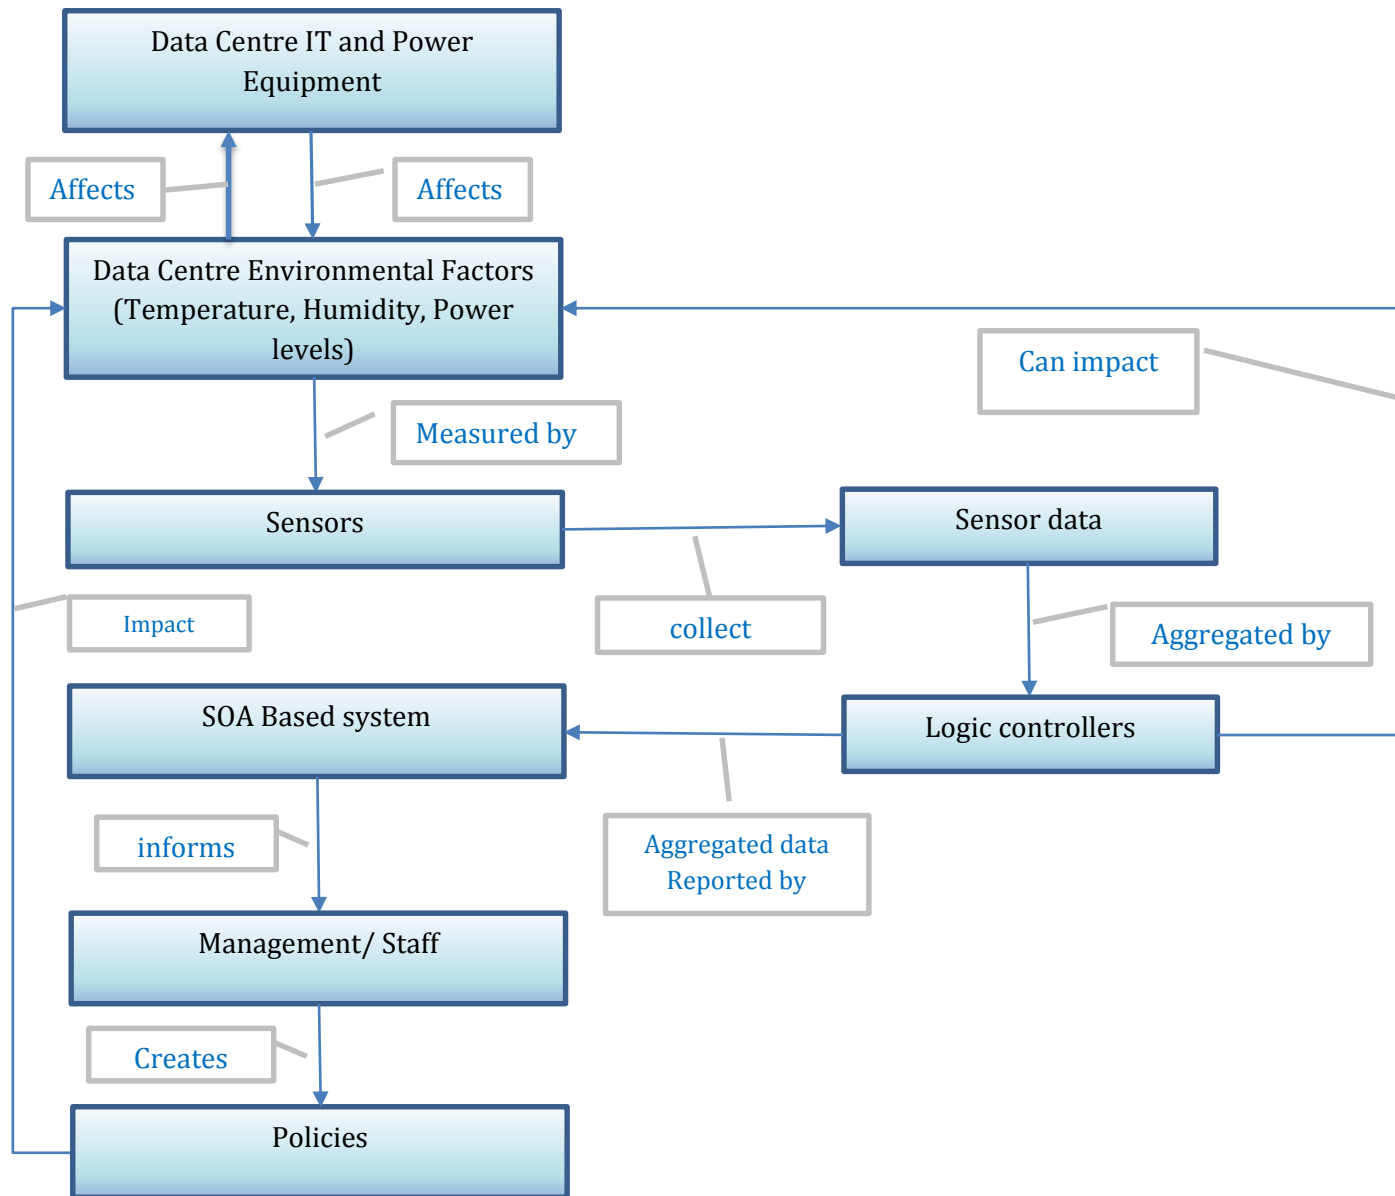 Data Centre IT and Power
Equipment
Affects
Affects
Data Centre Environmental Factors
(Temperature, Humidity, Power
levels)
Can impact
Measured by
Sensors
Sensor data
Impact
collect
Aggregated by
SOA Based system
Logic controllers
informs
Aggregated data
Reported by
Management/ Staff
Creates
Policies